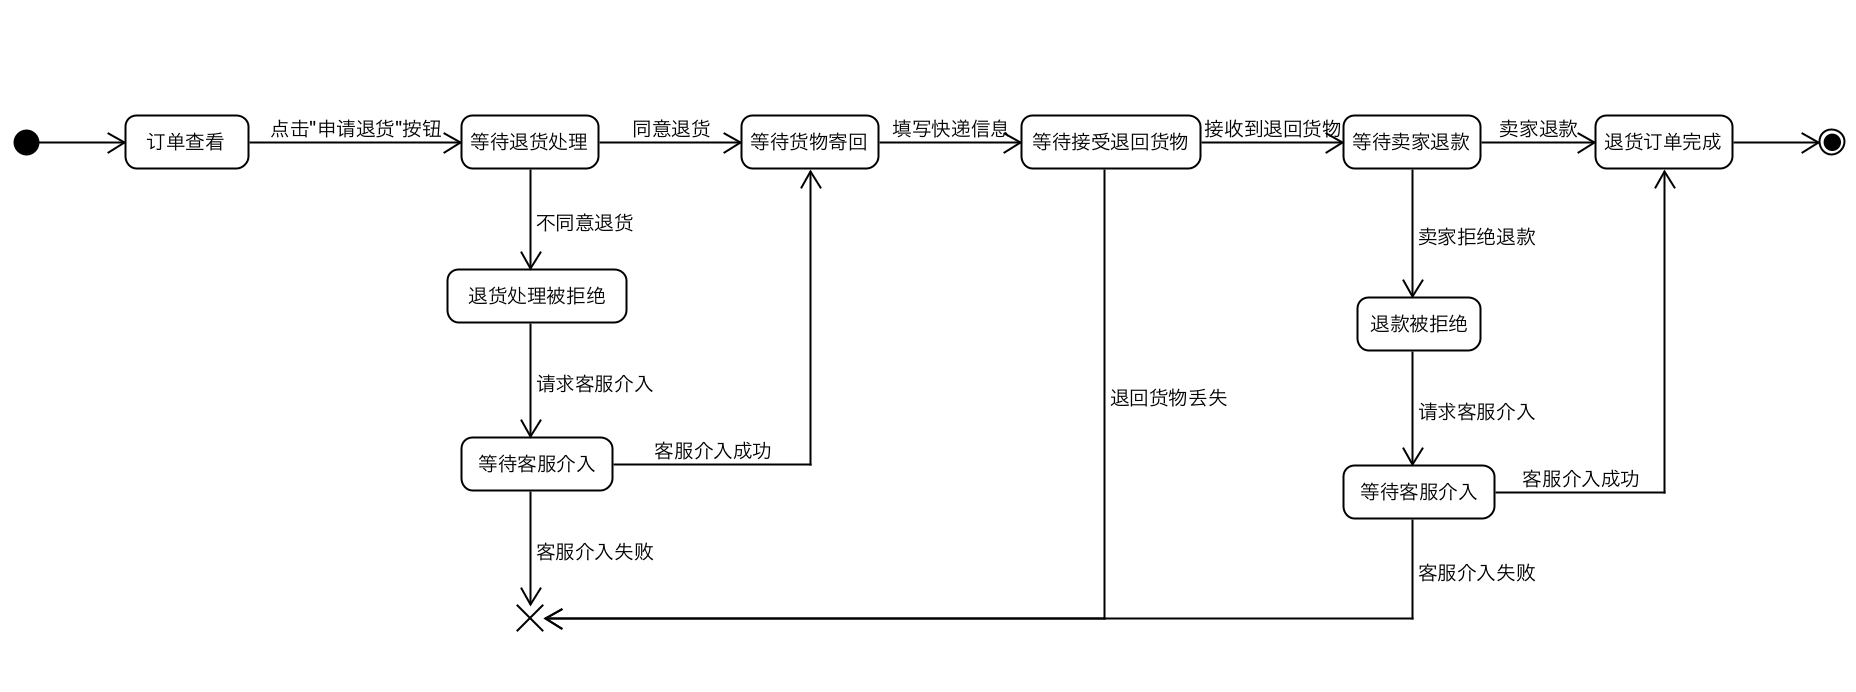 订单查看
点击"申请退货"按钮
等待退货处理
同意退货
等待货物寄回
填写快递信息
等待接受退回货物
接收到退回货物
等待卖家退款
卖家退款
退货订单完成
不同意退货
卖家拒绝退款
退货处理被拒绝
退款被拒绝
请求客服介入
退回货物丢失
请求客服介入
客服介入成功
等待客服介入
客服介入成功
等待客服介入
客服介入失败
客服介入失败